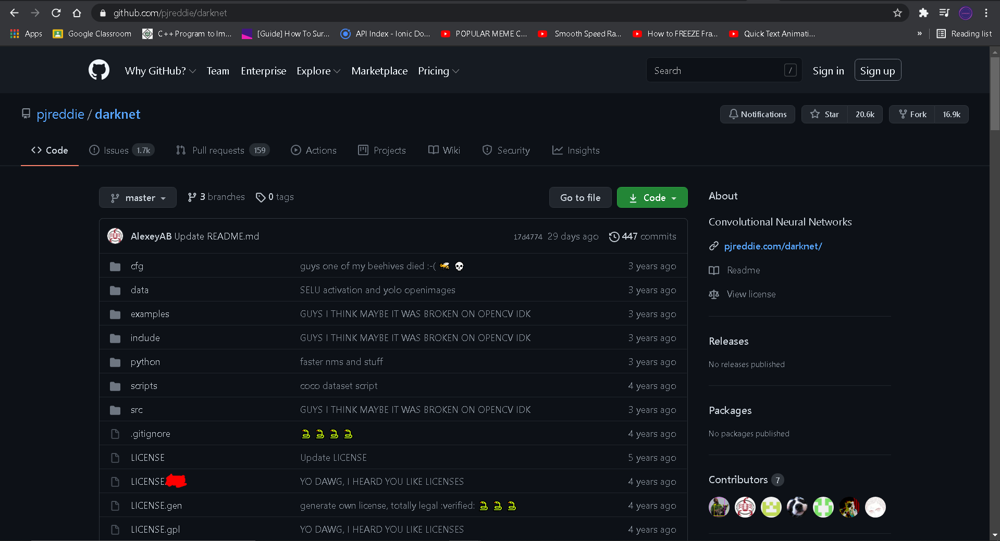 github.com/pjreddie/darknet
Apps Google Classroom C++ Program to Im... [Guide] How To Sur... API Index - Ionic Do... POPULAR MEME C... Smooth Speed Ra... How to FREEZE Fra... Quick Text Animati... » Reading list
Why GitHub? Team Enterprise Explore Marketplace Pricing Search / Sign in Sign up
pjreddie / darknet Notifications Star 20.6k Fork 16.9k
Code Issues 1.7k Pull requests 159 Actions Projects Wiki Security Insights
master 3 branches 0 tags Go to file Code
AlexeyAB Update README.md 17d4774 29 days ago 447 commits
cfg guys one of my beehives died :-( 🐝 💀 3 years ago
data SELU activation and yolo openimages 3 years ago
examples GUYS I THINK MAYBE IT WAS BROKEN ON OPENCV IDK 3 years ago
include GUYS I THINK MAYBE IT WAS BROKEN ON OPENCV IDK 3 years ago
python faster nms and stuff 3 years ago
scripts coco dataset script 4 years ago
src GUYS I THINK MAYBE IT WAS BROKEN ON OPENCV IDK 3 years ago
.gitignore 🐍 🐍 🐍 🐍 4 years ago
LICENSE Update LICENSE 5 years ago
LICENSE. YO DAWG, I HEARD YOU LIKE LICENSES 4 years ago
LICENSE.gen generate own license, totally legal :verified: 🐍 🐍 🐍 4 years ago
LICENSE.gpl YO DAWG, I HEARD YOU LIKE LICENSES 4 years ago
About
Convolutional Neural Networks
pjreddie.com/darknet/
Readme
View license
Releases
No releases published
Packages
No packages published
Contributors 7